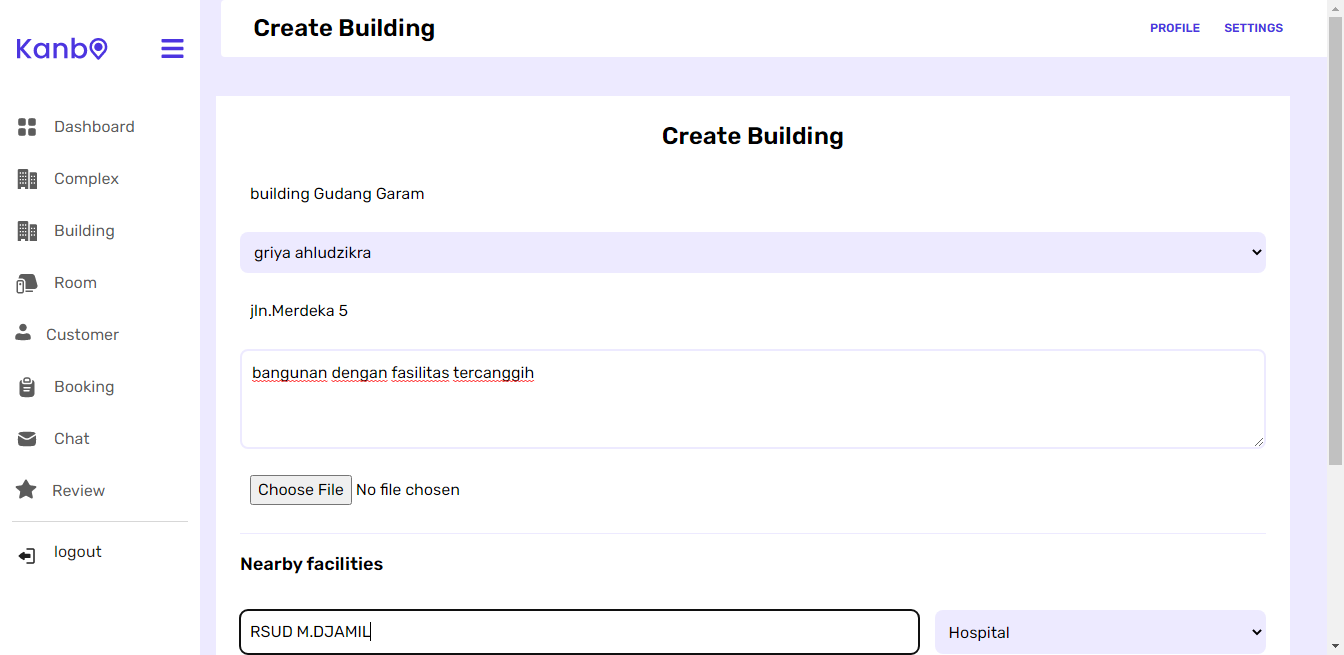 Create Building
PROFILE SETTINGS
Kanbo
Dashboard
Complex
Building
Room
Customer
Booking
Chat
Review
logout
Create Building
building Gudang Garam
griya ahludzikra
jln.Merdeka 5
bangunan dengan fasilitas tercanggih
Choose File No file chosen
Nearby facilities
RSUD M.DJAMIL Hospital